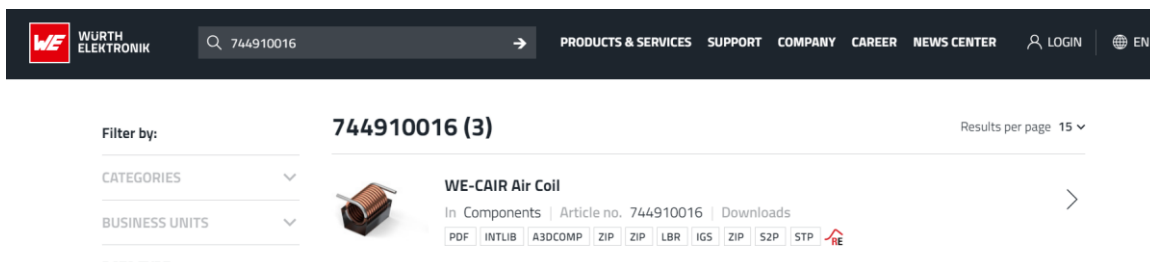 WE
WÜRTH
ELEKTRONIK
744910016
PRODUCTS & SERVICES SUPPORT COMPANY CAREER NEWS CENTER LOGIN EN
Filter by:
744910016 (3)
Results per page 15
CATEGORIES
BUSINESS UNITS
WE-CAIR Air Coil
In Components | Article no. 744910016 | Downloads
PDF INTLIB A3DCOMP ZIP ZIP LBR IGS ZIP S2P STP RE